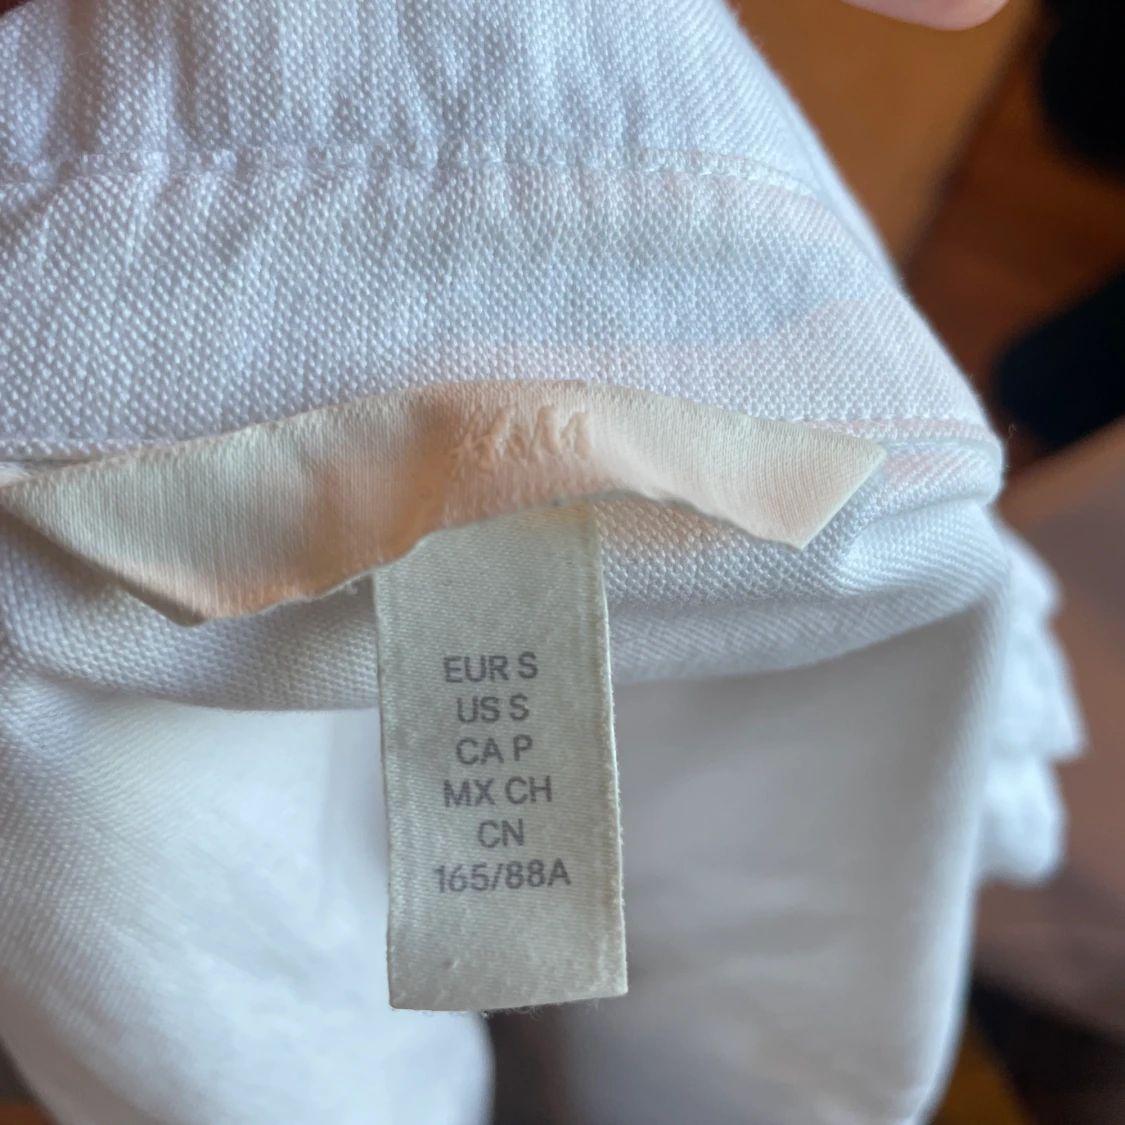 H&M
EUR S
US S
CA P
MX CH
CN
165/88A